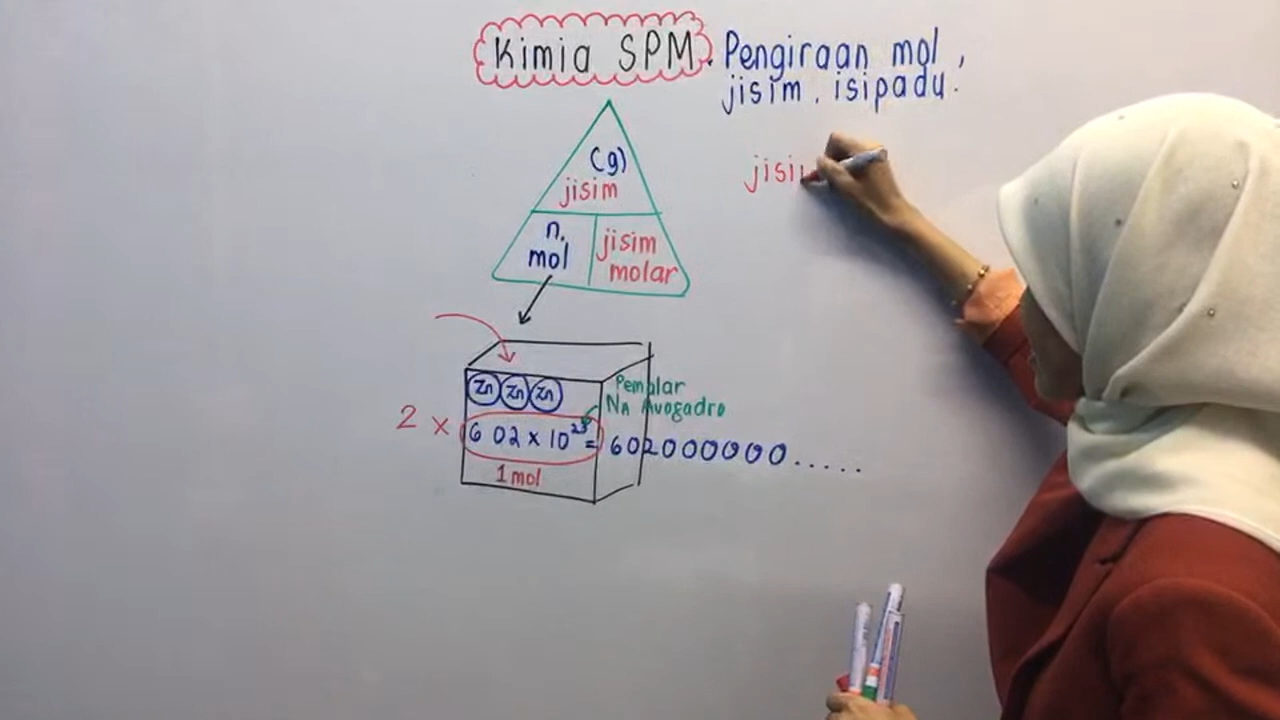 Kimia SPM. Pengiraan mol,
jisim, isipadu.
(g)
jisim
n.
mol
jisim
molar
jisi
Zn Zn Zn
Pemalar
NA Avogadro
2 × 6 02 × 10²³ = 602000000.....
1 mol